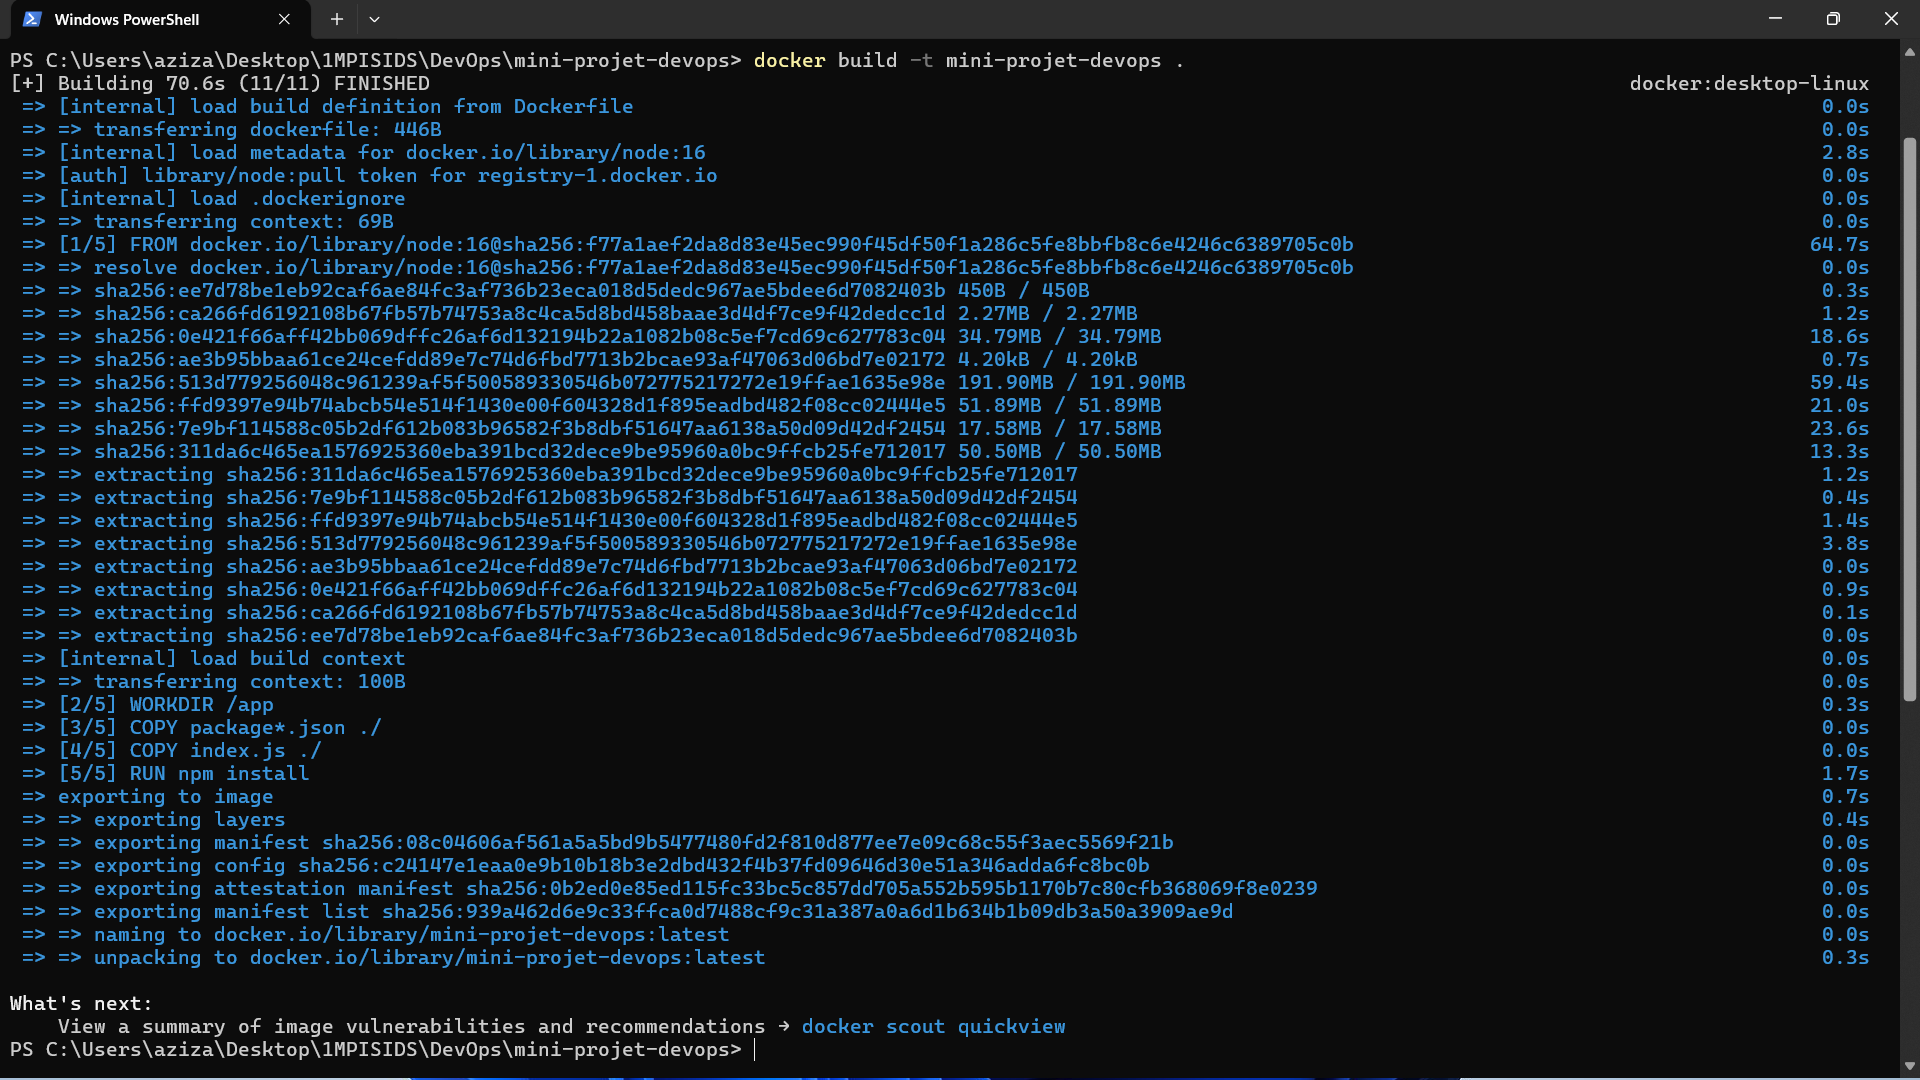 Windows PowerShell
PS C:\Users\aziza\Desktop\1MPISIDS\DevOps\mini-projet-devops> docker build -t mini-projet-devops .
[+] Building 70.6s (11/11) FINISHED docker:desktop-linux
=> [internal] load build definition from Dockerfile 0.0s
=> => transferring dockerfile: 446B 0.0s
=> [internal] load metadata for docker.io/library/node:16 2.8s
=> [auth] library/node:pull token for registry-1.docker.io 0.0s
=> [internal] load .dockerignore 0.0s
=> => transferring context: 69B 0.0s
=> [1/5] FROM docker.io/library/node:16@sha256:f77a1aef2da8d83e45ec990f45df50f1a286c5fe8bbfb8c6e4246c6389705c0b 64.7s
=> => resolve docker.io/library/node:16@sha256:f77a1aef2da8d83e45ec990f45df50f1a286c5fe8bbfb8c6e4246c6389705c0b 0.0s
=> => sha256:ee7d78be1eb92caf6ae84fc3af736b23eca018d5dedc967ae5bdee6d7082403b 450B / 450B 0.3s
=> => sha256:ca266fd6192108b67fb57b74753a8c4ca5d8bd458baae3d4df7ce9f42dedcc1d 2.27MB / 2.27MB 1.2s
=> => sha256:0e421f66aff42bb069dffc26af6d132194b22a1082b08c5ef7cd69c627783c04 34.79MB / 34.79MB 18.6s
=> => sha256:ae3b95bbaa61ce24cefdd89e7c74d6fbd7713b2bcae93af47063d06bd7e02172 4.20kB / 4.20kB 0.7s
=> => sha256:513d779256048c961239af5f500589330546b072775217272e19ffae1635e98e 191.90MB / 191.90MB 59.4s
=> => sha256:ffd9397e94b74abcb54e514f1430e00f604328d1f895eadbd482f08cc02444e5 51.89MB / 51.89MB 21.0s
=> => sha256:7e9bf114588c05b2df612b083b96582f3b8dbf51647aa6138a50d09d42df2454 17.58MB / 17.58MB 23.6s
=> => sha256:311da6c465ea1576925360eba391bcd32dece9be95960a0bc9ffcb25fe712017 50.50MB / 50.50MB 13.3s
=> => extracting sha256:311da6c465ea1576925360eba391bcd32dece9be95960a0bc9ffcb25fe712017 1.2s
=> => extracting sha256:7e9bf114588c05b2df612b083b96582f3b8dbf51647aa6138a50d09d42df2454 0.4s
=> => extracting sha256:ffd9397e94b74abcb54e514f1430e00f604328d1f895eadbd482f08cc02444e5 1.4s
=> => extracting sha256:513d779256048c961239af5f500589330546b072775217272e19ffae1635e98e 3.8s
=> => extracting sha256:ae3b95bbaa61ce24cefdd89e7c74d6fbd7713b2bcae93af47063d06bd7e02172 0.0s
=> => extracting sha256:0e421f66aff42bb069dffc26af6d132194b22a1082b08c5ef7cd69c627783c04 0.9s
=> => extracting sha256:ca266fd6192108b67fb57b74753a8c4ca5d8bd458baae3d4df7ce9f42dedcc1d 0.1s
=> => extracting sha256:ee7d78be1eb92caf6ae84fc3af736b23eca018d5dedc967ae5bdee6d7082403b 0.0s
=> [internal] load build context 0.0s
=> => transferring context: 100B 0.0s
=> [2/5] WORKDIR /app 0.3s
=> [3/5] COPY package*.json ./ 0.0s
=> [4/5] COPY index.js ./ 0.0s
=> [5/5] RUN npm install 1.7s
=> exporting to image 0.7s
=> => exporting layers 0.4s
=> => exporting manifest sha256:08c04606af561a5a5bd9b5477480fd2f810d877ee7e09c68c55f3aec5569f21b 0.0s
=> => exporting config sha256:c24147e1eaa0e9b10b18b3e2dbd432f4b37fd09646d30e51a346adda6fc8bc0b 0.0s
=> => exporting attestation manifest sha256:0b2ed0e85ed115fc33bc5c857dd705a552b595b1170b7c80cfb368069f8e0239 0.0s
=> => exporting manifest list sha256:939a462d6e9c33ffca0d7488cf9c31a387a0a6d1b634b1b09db3a50a3909ae9d 0.0s
=> => naming to docker.io/library/mini-projet-devops:latest 0.0s
=> => unpacking to docker.io/library/mini-projet-devops:latest 0.3s
What's next:
View a summary of image vulnerabilities and recommendations → docker scout quickview
PS C:\Users\aziza\Desktop\1MPISIDS\DevOps\mini-projet-devops>